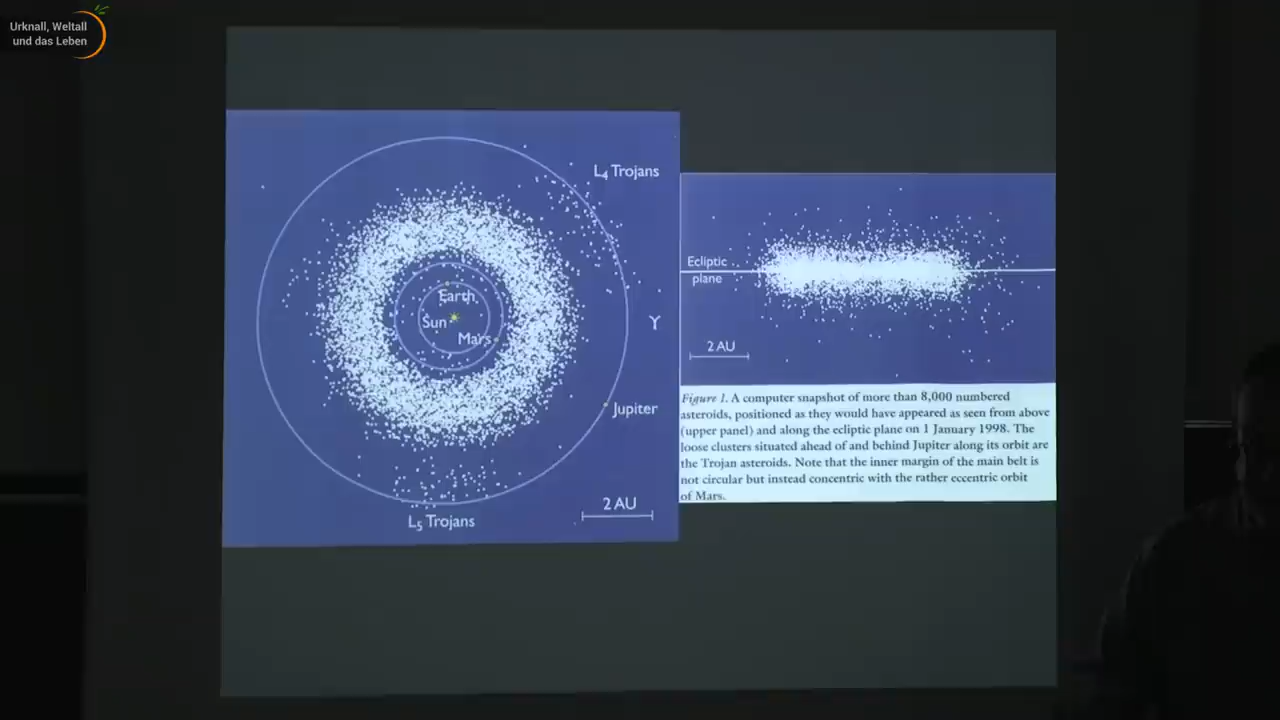 Urknall, Weltall
und das Leben
L4 Trojans
Earth
Sun
Mars
ϒ
Jupiter
2 AU
L5 Trojans
Ecliptic
plane
2 AU
Figure 1. A computer snapshot of more than 8,000 numbered
asteroids, positioned as they would have appeared as seen from above
(upper panel) and along the ecliptic plane on 1 January 1998. The
loose clusters situated ahead of and behind Jupiter along its orbit are
the Trojan asteroids. Note that the inner margin of the main belt is
not circular but instead concentric with the rather eccentric orbit
of Mars.